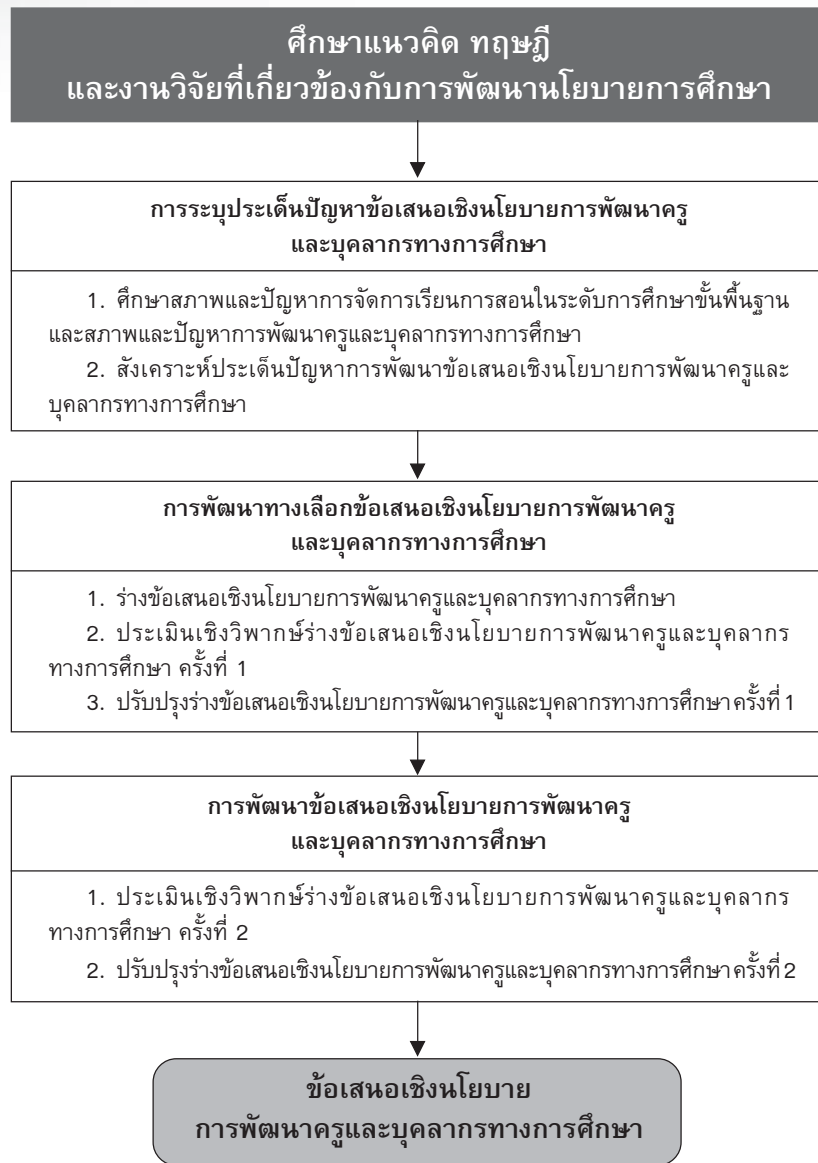 ศึกษาแนวคิด ทฤษฎี
และงานวิจัยที่เกี่ยวข้องกับการพัฒนานโยบายการศึกษา
การระบุประเด็นปัญหาข้อเสนอเชิงนโยบายการพัฒนาครู
และบุคลากรทางการศึกษา
1. ศึกษาสภาพและปัญหาการจัดการเรียนการสอนในระดับการศึกษาขั้นพื้นฐาน
และสภาพและปัญหาการพัฒนาครูและบุคลากรทางการศึกษา
2. สังเคราะห์ประเด็นปัญหาการพัฒนาข้อเสนอเชิงนโยบายการพัฒนาครูและ
บุคลากรทางการศึกษา
การพัฒนาทางเลือกข้อเสนอเชิงนโยบายการพัฒนาครู
และบุคลากรทางการศึกษา
1. ร่างข้อเสนอเชิงนโยบายการพัฒนาครูและบุคลากรทางการศึกษา
2. ประเมินเชิงวิพากษ์ร่างข้อเสนอเชิงนโยบายการพัฒนาครูและบุคลากร
ทางการศึกษา ครั้งที่ 1
3. ปรับปรุงร่างข้อเสนอเชิงนโยบายการพัฒนาครูและบุคลากรทางการศึกษา ครั้งที่ 1
การพัฒนาข้อเสนอเชิงนโยบายการพัฒนาครู
และบุคลากรทางการศึกษา
1. ประเมินเชิงวิพากษ์ร่างข้อเสนอเชิงนโยบายการพัฒนาครูและบุคลากร
ทางการศึกษา ครั้งที่ 2
2. ปรับปรุงร่างข้อเสนอเชิงนโยบายการพัฒนาครูและบุคลากรทางการศึกษา ครั้งที่ 2
ข้อเสนอเชิงนโยบาย
การพัฒนาครูและบุคลากรทางการศึกษา